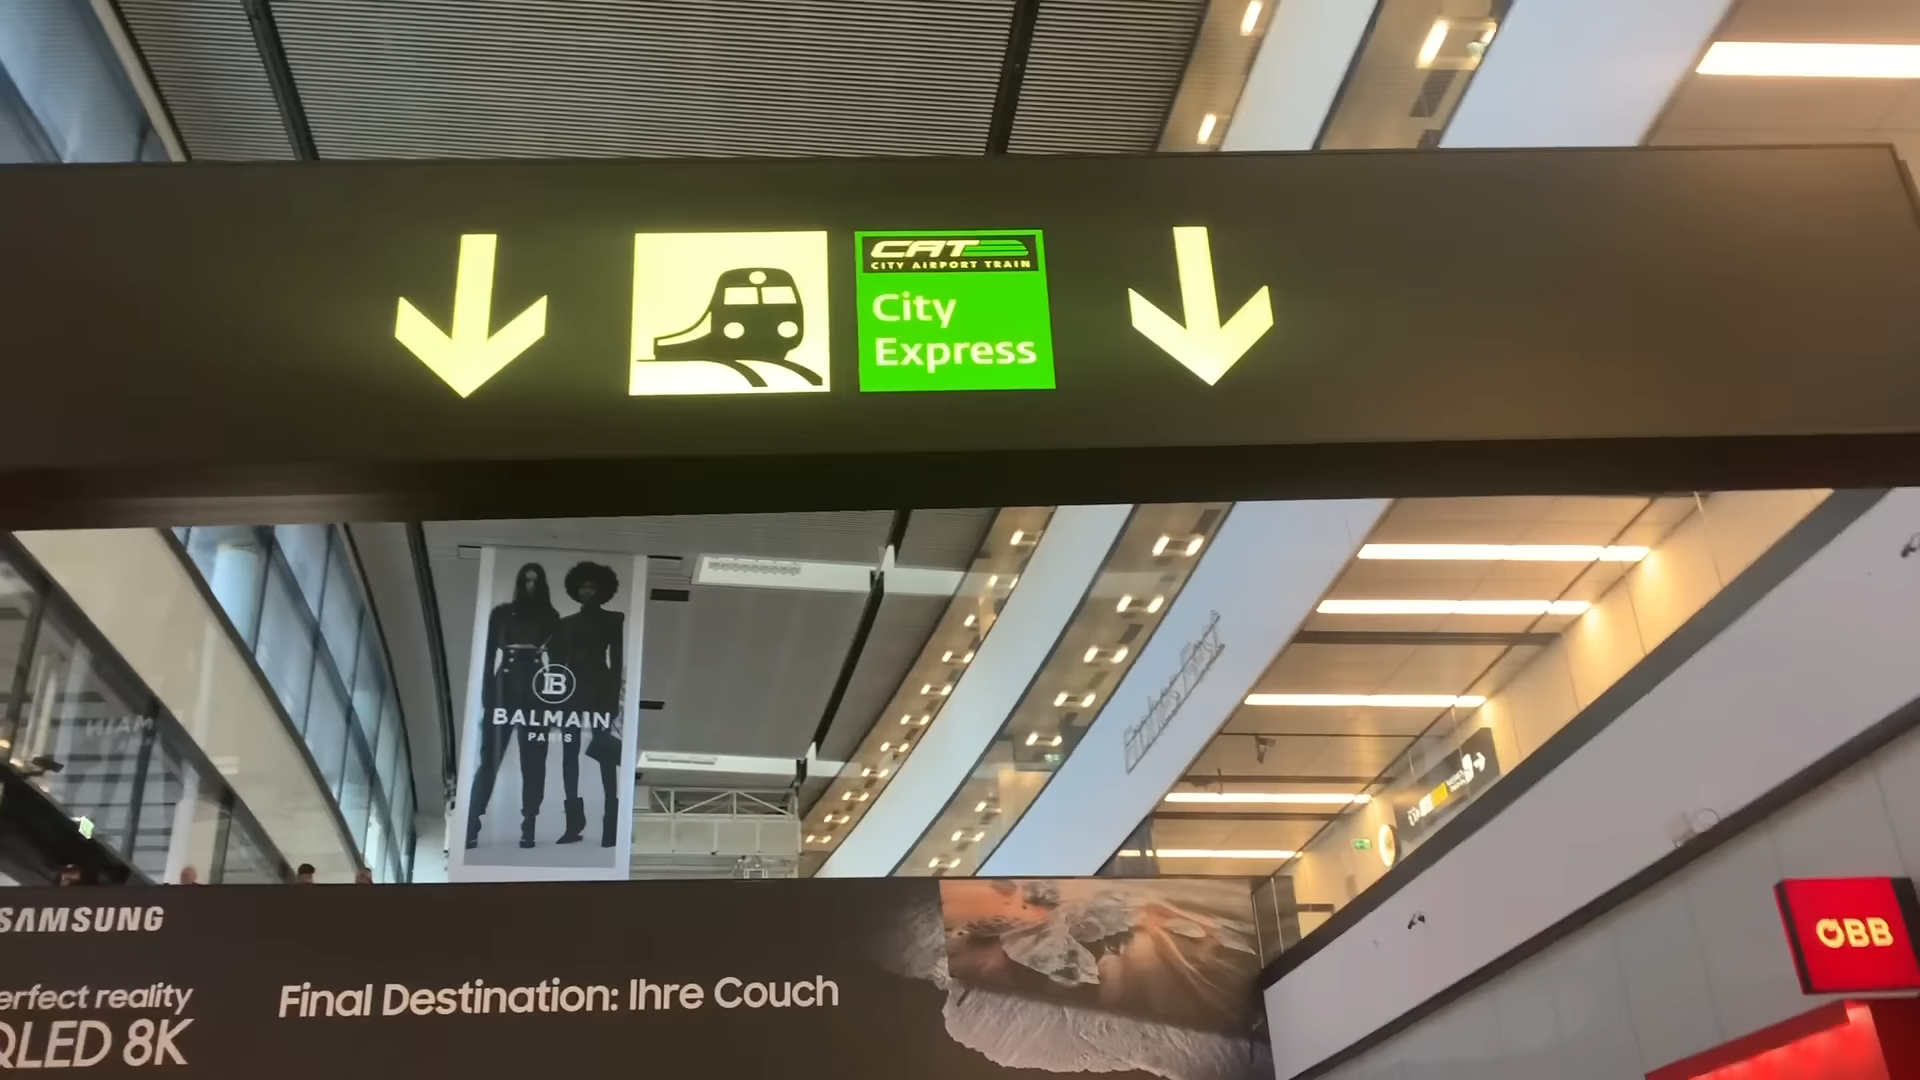 CAT
CITY AIRPORT TRAIN
City
Express
B
BALMAIN
PARIS
SAMSUNG
erfect reality
QLED 8K
Final Destination: Ihre Couch
ÖBB